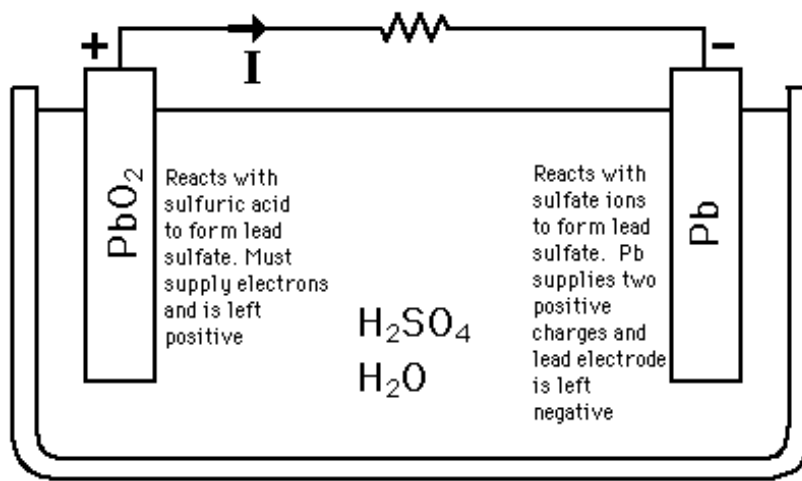 +
I
−
PbO₂
Reacts with
sulfuric acid
to form lead
sulfate. Must
supply electrons
and is left
positive
H₂SO₄
H₂O
Reacts with
sulfate ions
to form lead
sulfate. Pb
supplies two
positive
charges and
lead electrode
is left
negative
Pb